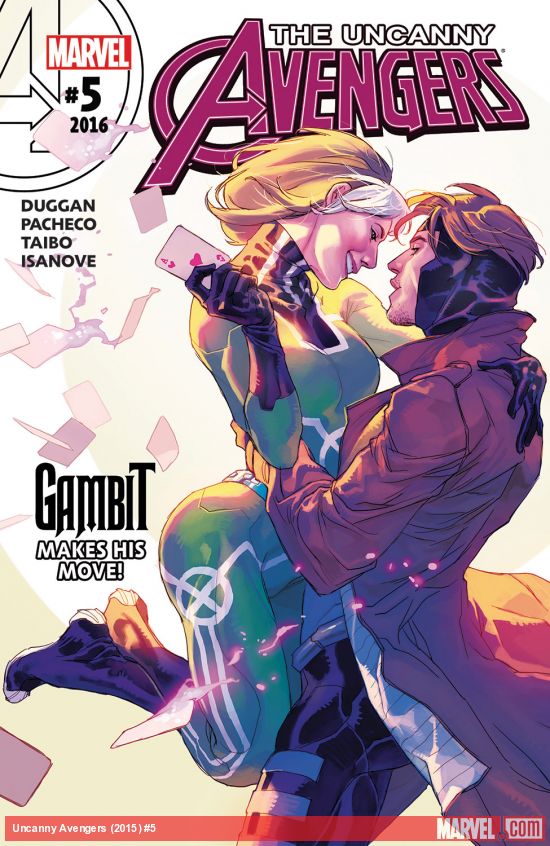 MARVEL
#5
2016
THE UNCANNY
AVENGERS
DUGGAN
PACHECO
TAIBO
ISANOVE
A
GAMBIT
MAKES HIS
MOVE!
Uncanny Avengers (2015) #5
MARVEL.com